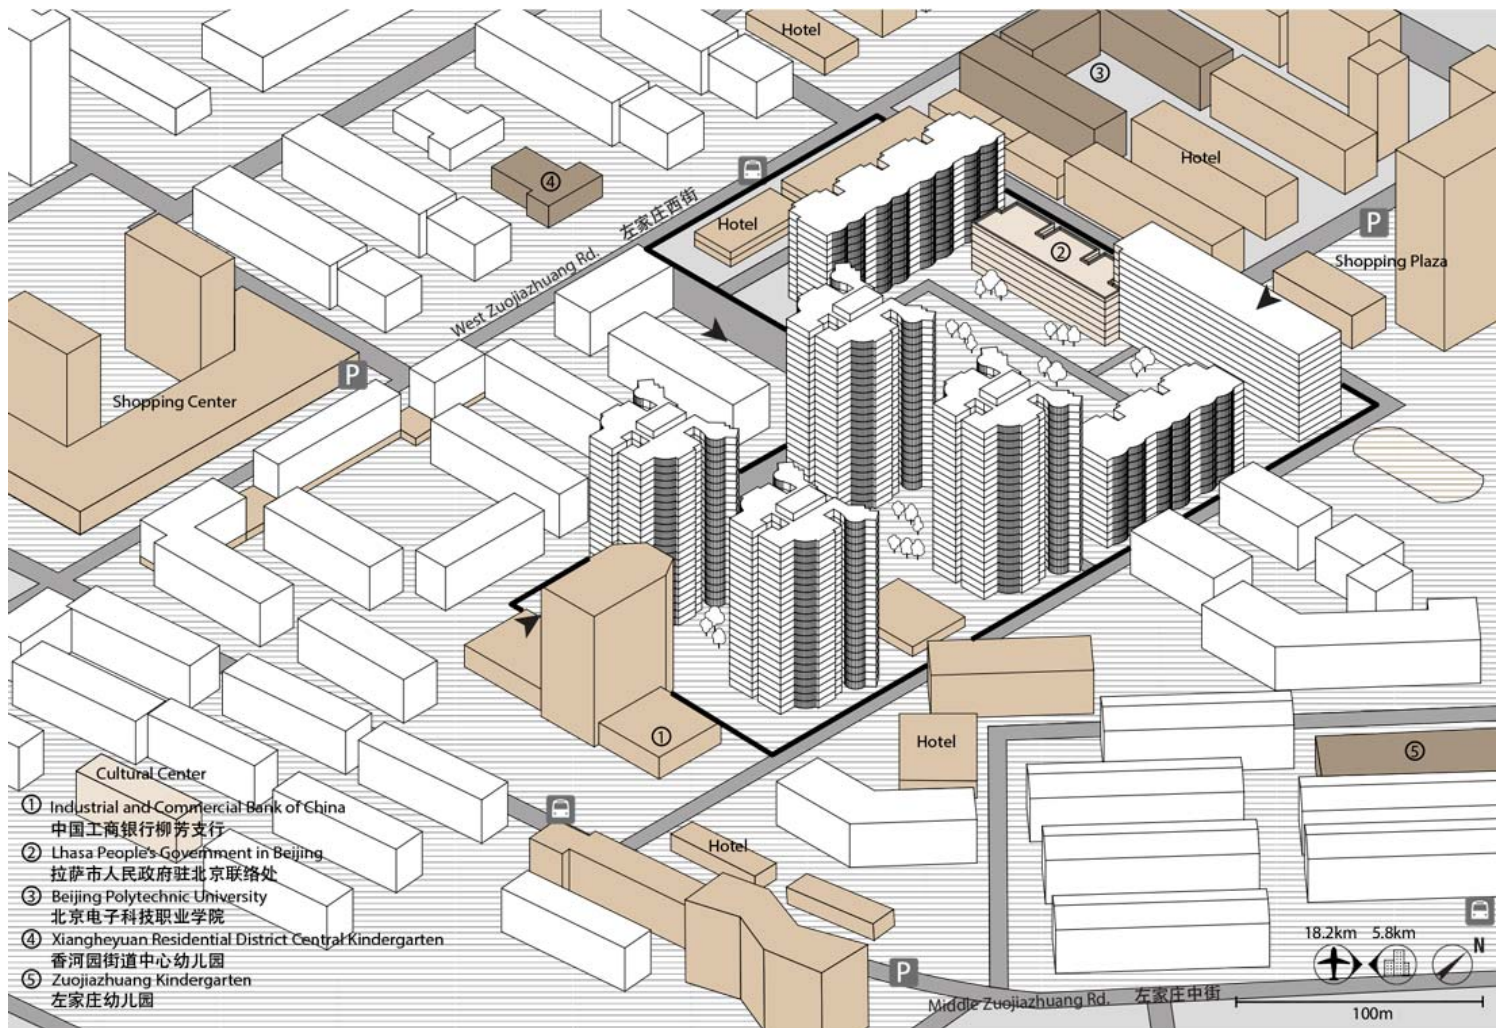 Hotel
③
④
Hotel
Hotel
左家庄西街
West Zuojiazhuang Rd.
②
P
Shopping Plaza
P
Shopping Center
①
Hotel
⑤
Cultural Center
① Industrial and Commercial Bank of China
中国工商银行柳芳支行
② Lhasa People's Government in Beijing
拉萨市人民政府驻北京联络处
③ Beijing Polytechnic University
北京电子科技职业学院
④ Xiangheyuan Residential District Central Kindergarten
香河园街道中心幼儿园
⑤ Zuojiazhuang Kindergarten
左家庄幼儿园
Hotel
P
18.2km 5.8km
N
Middle Zuojiazhuang Rd. 左家庄中街
100m